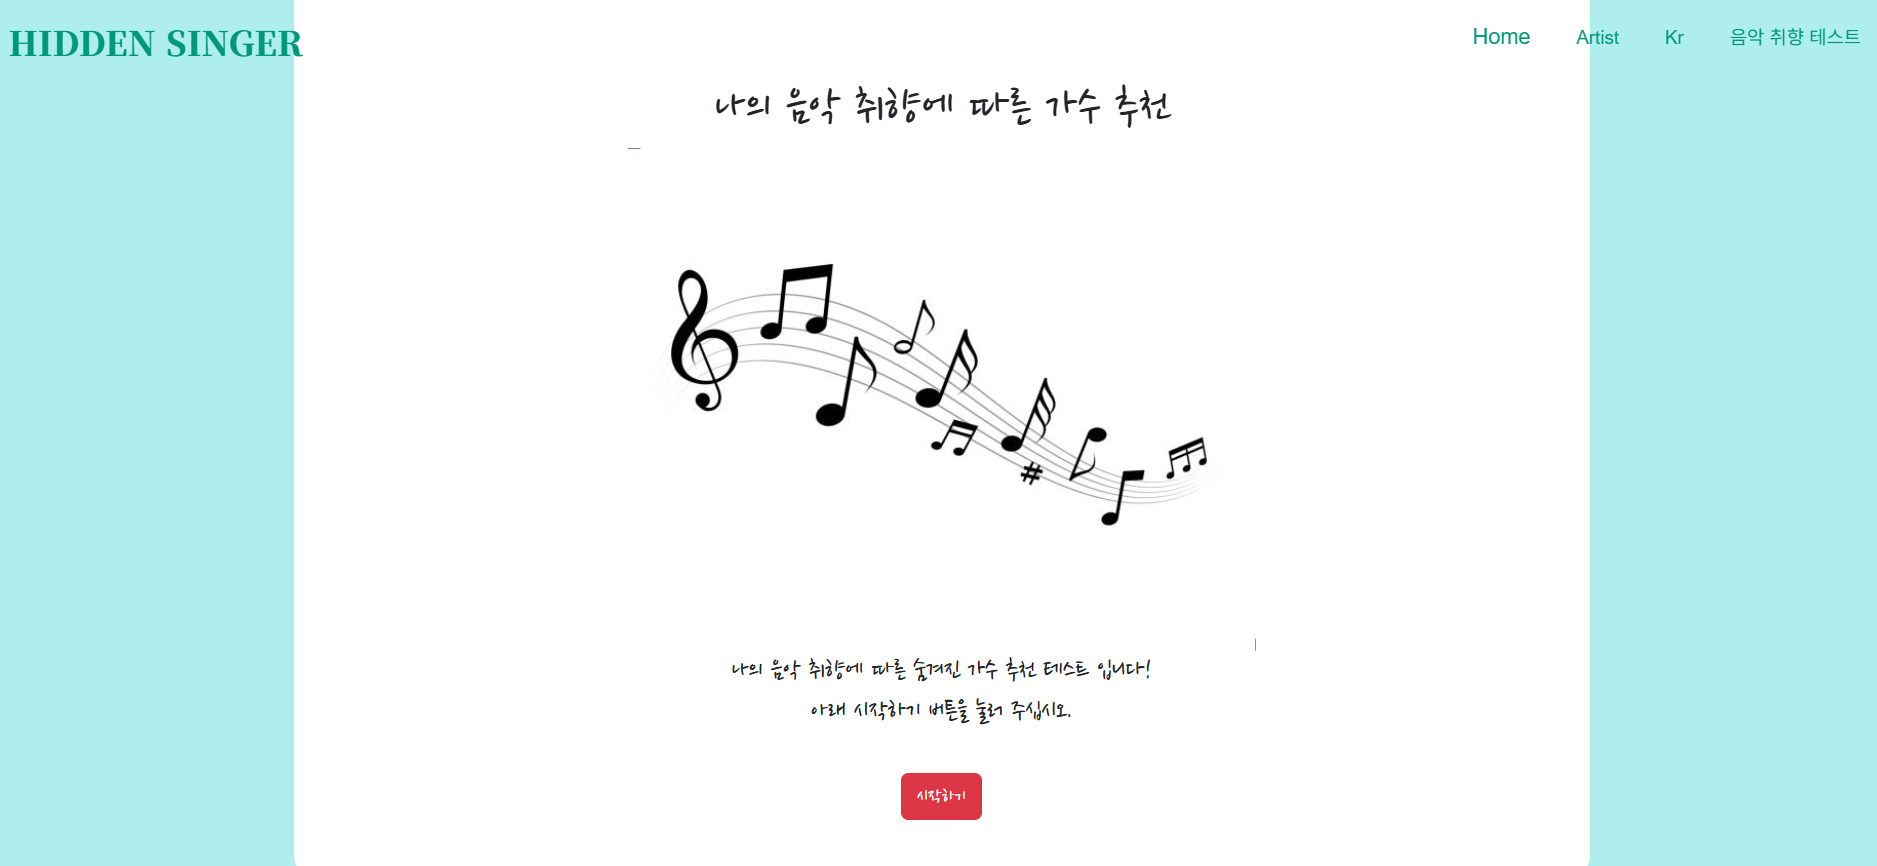 HIDDEN SINGER
Home Artist Kr 음악 취향 테스트
나의 음악 취향에 따른 가수 추천
나의 음악 취향에 따른 숨겨진 가수 추천 테스트 입니다!
아래 시작하기 버튼을 눌러 주십시오.
시작하기